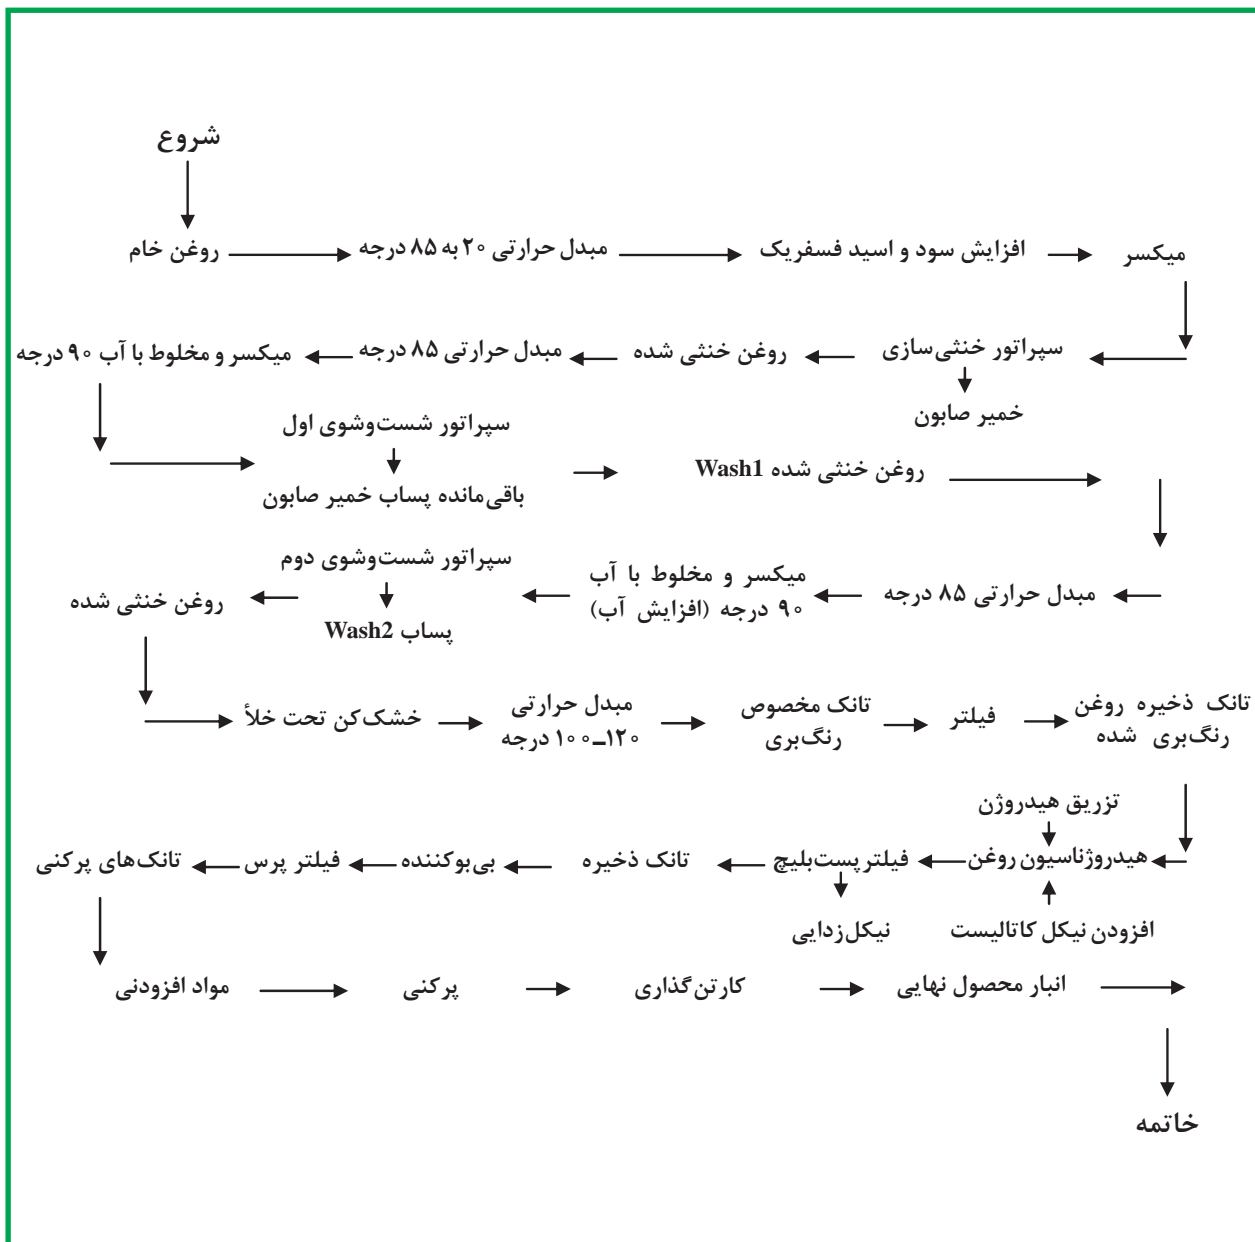 شروع
روغن خام
مبدل حرارتی ۲۰ به ۸۵ درجه
افزایش سود و اسید فسفریک
میکسر
سپراتور خنثی‌سازی
خمیر صابون
روغن خنثی شده
مبدل حرارتی ۸۵ درجه
میکسر و مخلوط با آب ۹۰ درجه
سپراتور شست‌وشوی اول
باقی‌مانده پساب خمیر صابون
روغن خنثی شده Wash1
مبدل حرارتی ۸۵ درجه
میکسر و مخلوط با آب
۹۰ درجه (افزایش آب)
سپراتور شست‌وشوی دوم
پساب Wash2
روغن خنثی شده
خشک‌کن تحت خلأ
مبدل حرارتی
۱۲۰ـ۱۰۰ درجه
تانک مخصوص
رنگ‌بری
فیلتر
تانک ذخیره روغن
رنگ‌بری شده
تزریق هیدروژن
هیدروژناسیون روغن
افزودن نیکل کاتالیست
فیلتر پست‌بلیچ
نیکل‌زدایی
تانک ذخیره
بی‌بوکننده
فیلتر پرس
تانک‌های پرکنی
مواد افزودنی
پرکنی
کارتن‌گذاری
انبار محصول نهایی
خاتمه